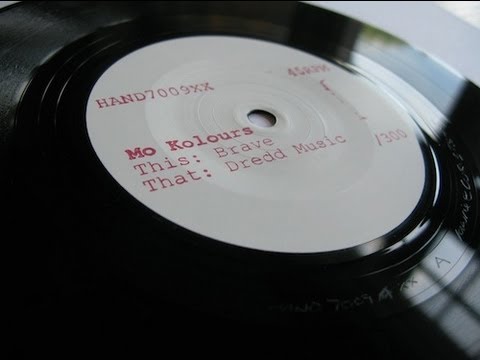 HAND7009XX
45RPM
[ ]
Mo Kolours
This: Brave
That: Dredd Music
/300
A